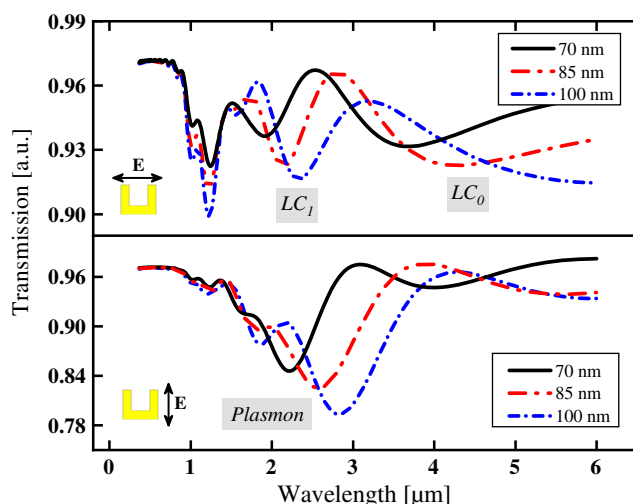 0.99
0.96
0.93
0.90
70 nm
85 nm
100 nm
E
LC1
LC0
Transmission [a.u.]
0.96
0.90
0.84
0.78
70 nm
85 nm
100 nm
E
Plasmon
0 1 2 3 4 5 6
Wavelength [μm]